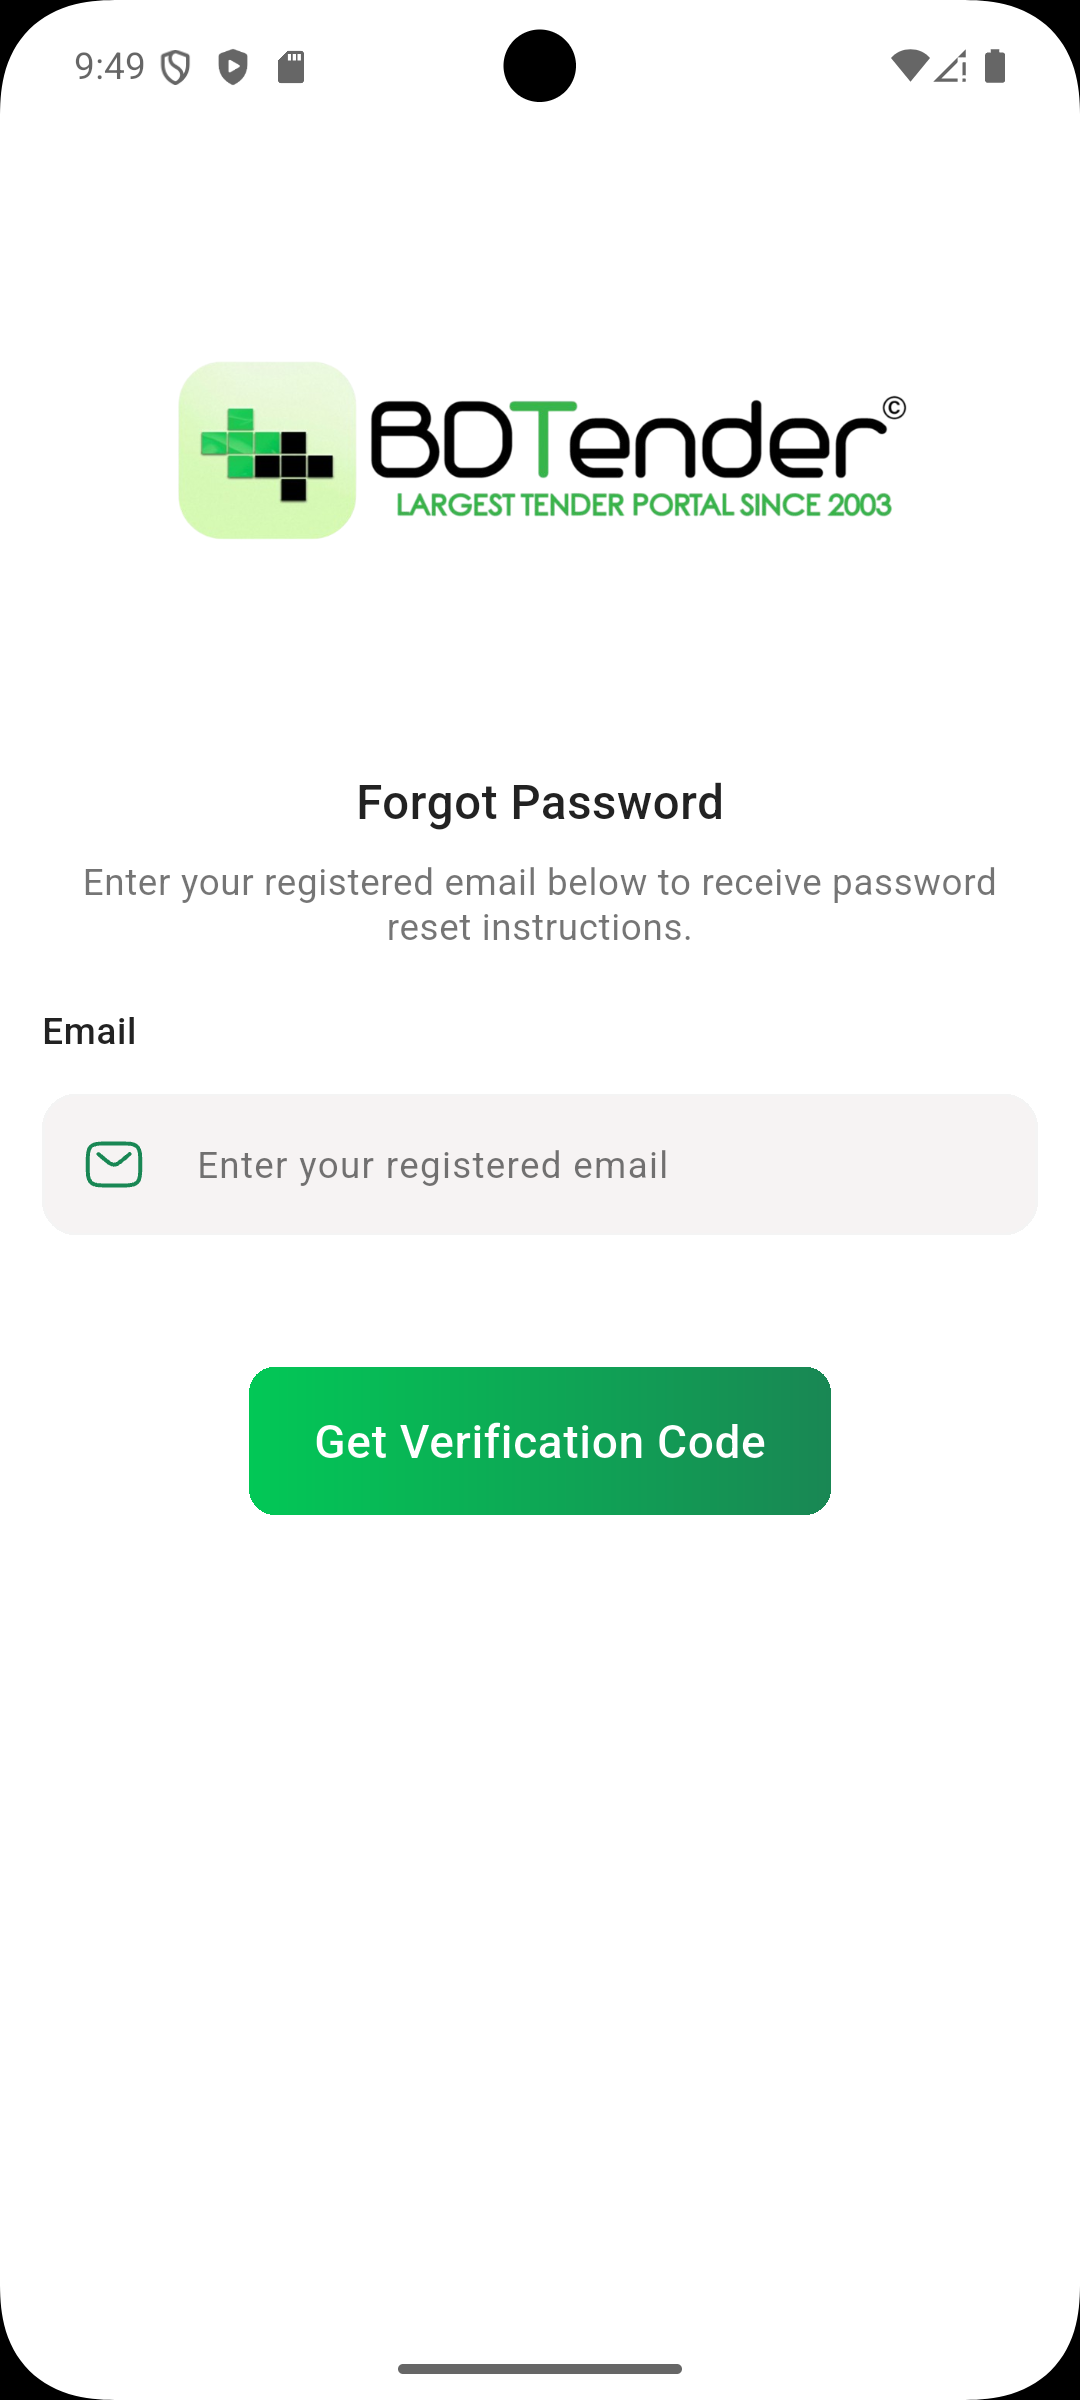 9:49
BDTender©
LARGEST TENDER PORTAL SINCE 2003
Forgot Password
Enter your registered email below to receive password
reset instructions.
Email
Enter your registered email
Get Verification Code